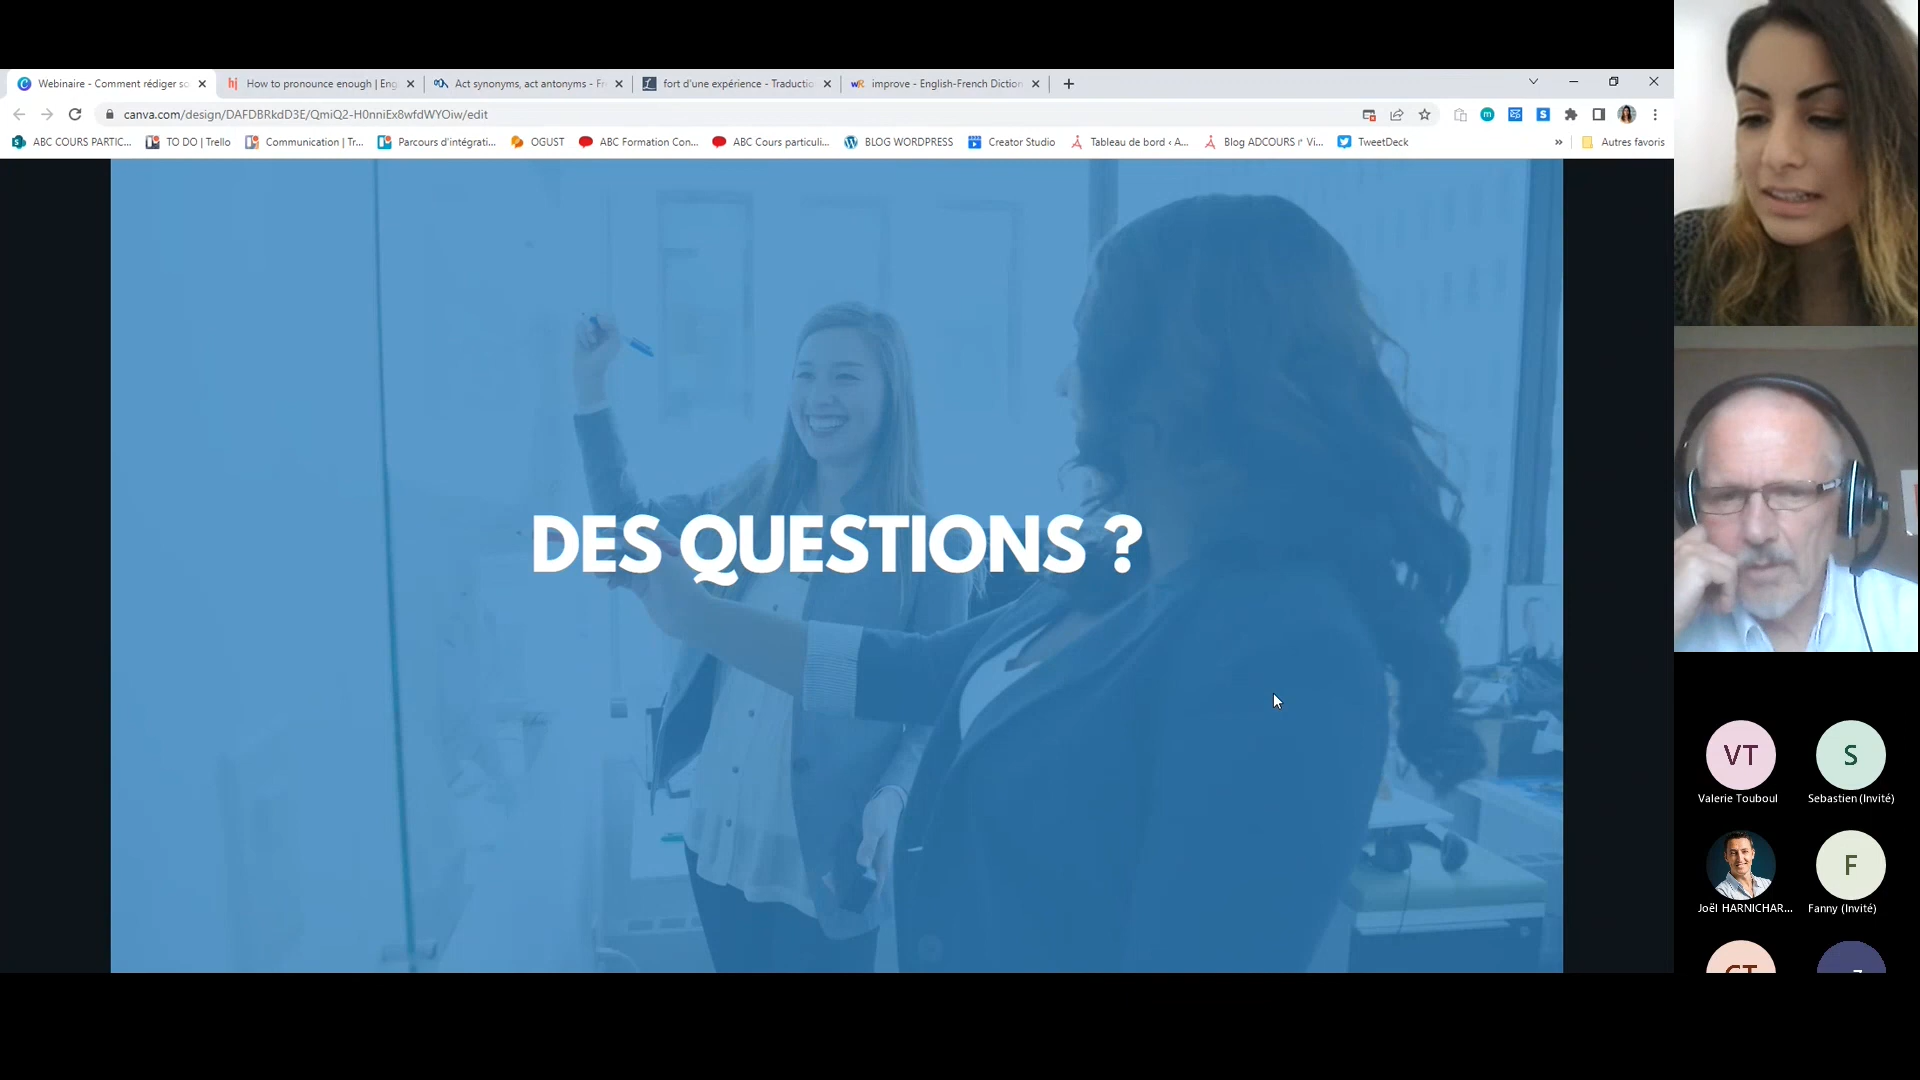 Webinaire - Comment rédiger so
How to pronounce enough | Eng
Act synonyms, act antonyms - Fr
fort d'une expérience - Traductio
improve - English-French Diction
canva.com/design/DAFDBRkdD3E/QmiQ2-H0nniEx8wfdWYOiw/edit
ABC COURS PARTIC...
TO DO | Trello
Communication | Tr...
Parcours d'intégrati...
OGUST
ABC Formation Con...
ABC Cours particuli...
BLOG WORDPRESS
Creator Studio
Tableau de bord ‹ A...
Blog ADCOURS r' Vi...
TweetDeck
»
Autres favoris
DES QUESTIONS ?
VT
S
Valerie Touboul
Sebastien (Invité)
F
Joël HARNICHAR...
Fanny (Invité)